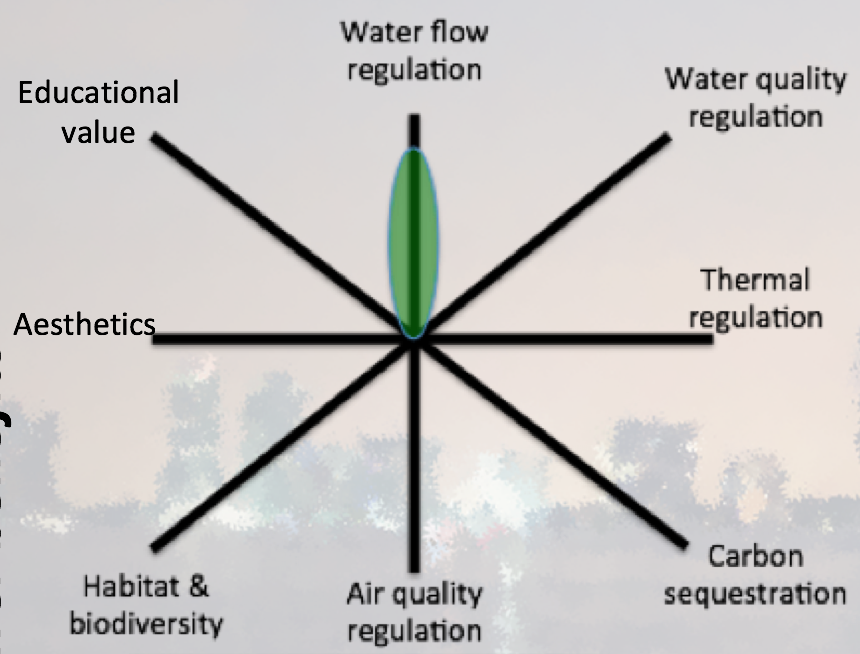 Water flow
regulation
Water quality
regulation
Educational
value
Thermal
regulation
Aesthetics
Carbon
sequestration
Habitat &
biodiversity
Air quality
regulation